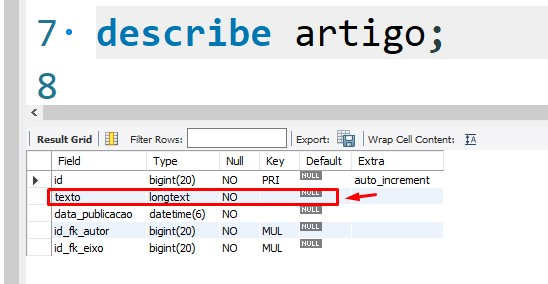 7 describe artigo;
8
Result Grid Filter Rows: Export: Wrap Cell Content: IA
Field Type Null Key Default Extra
id bigint(20) NO PRI NULL auto_increment
texto longtext NO NULL
data_publicacao datetime(6) NO NULL
id_fk_autor bigint(20) NO MUL NULL
id_fk_eixo bigint(20) NO MUL NULL